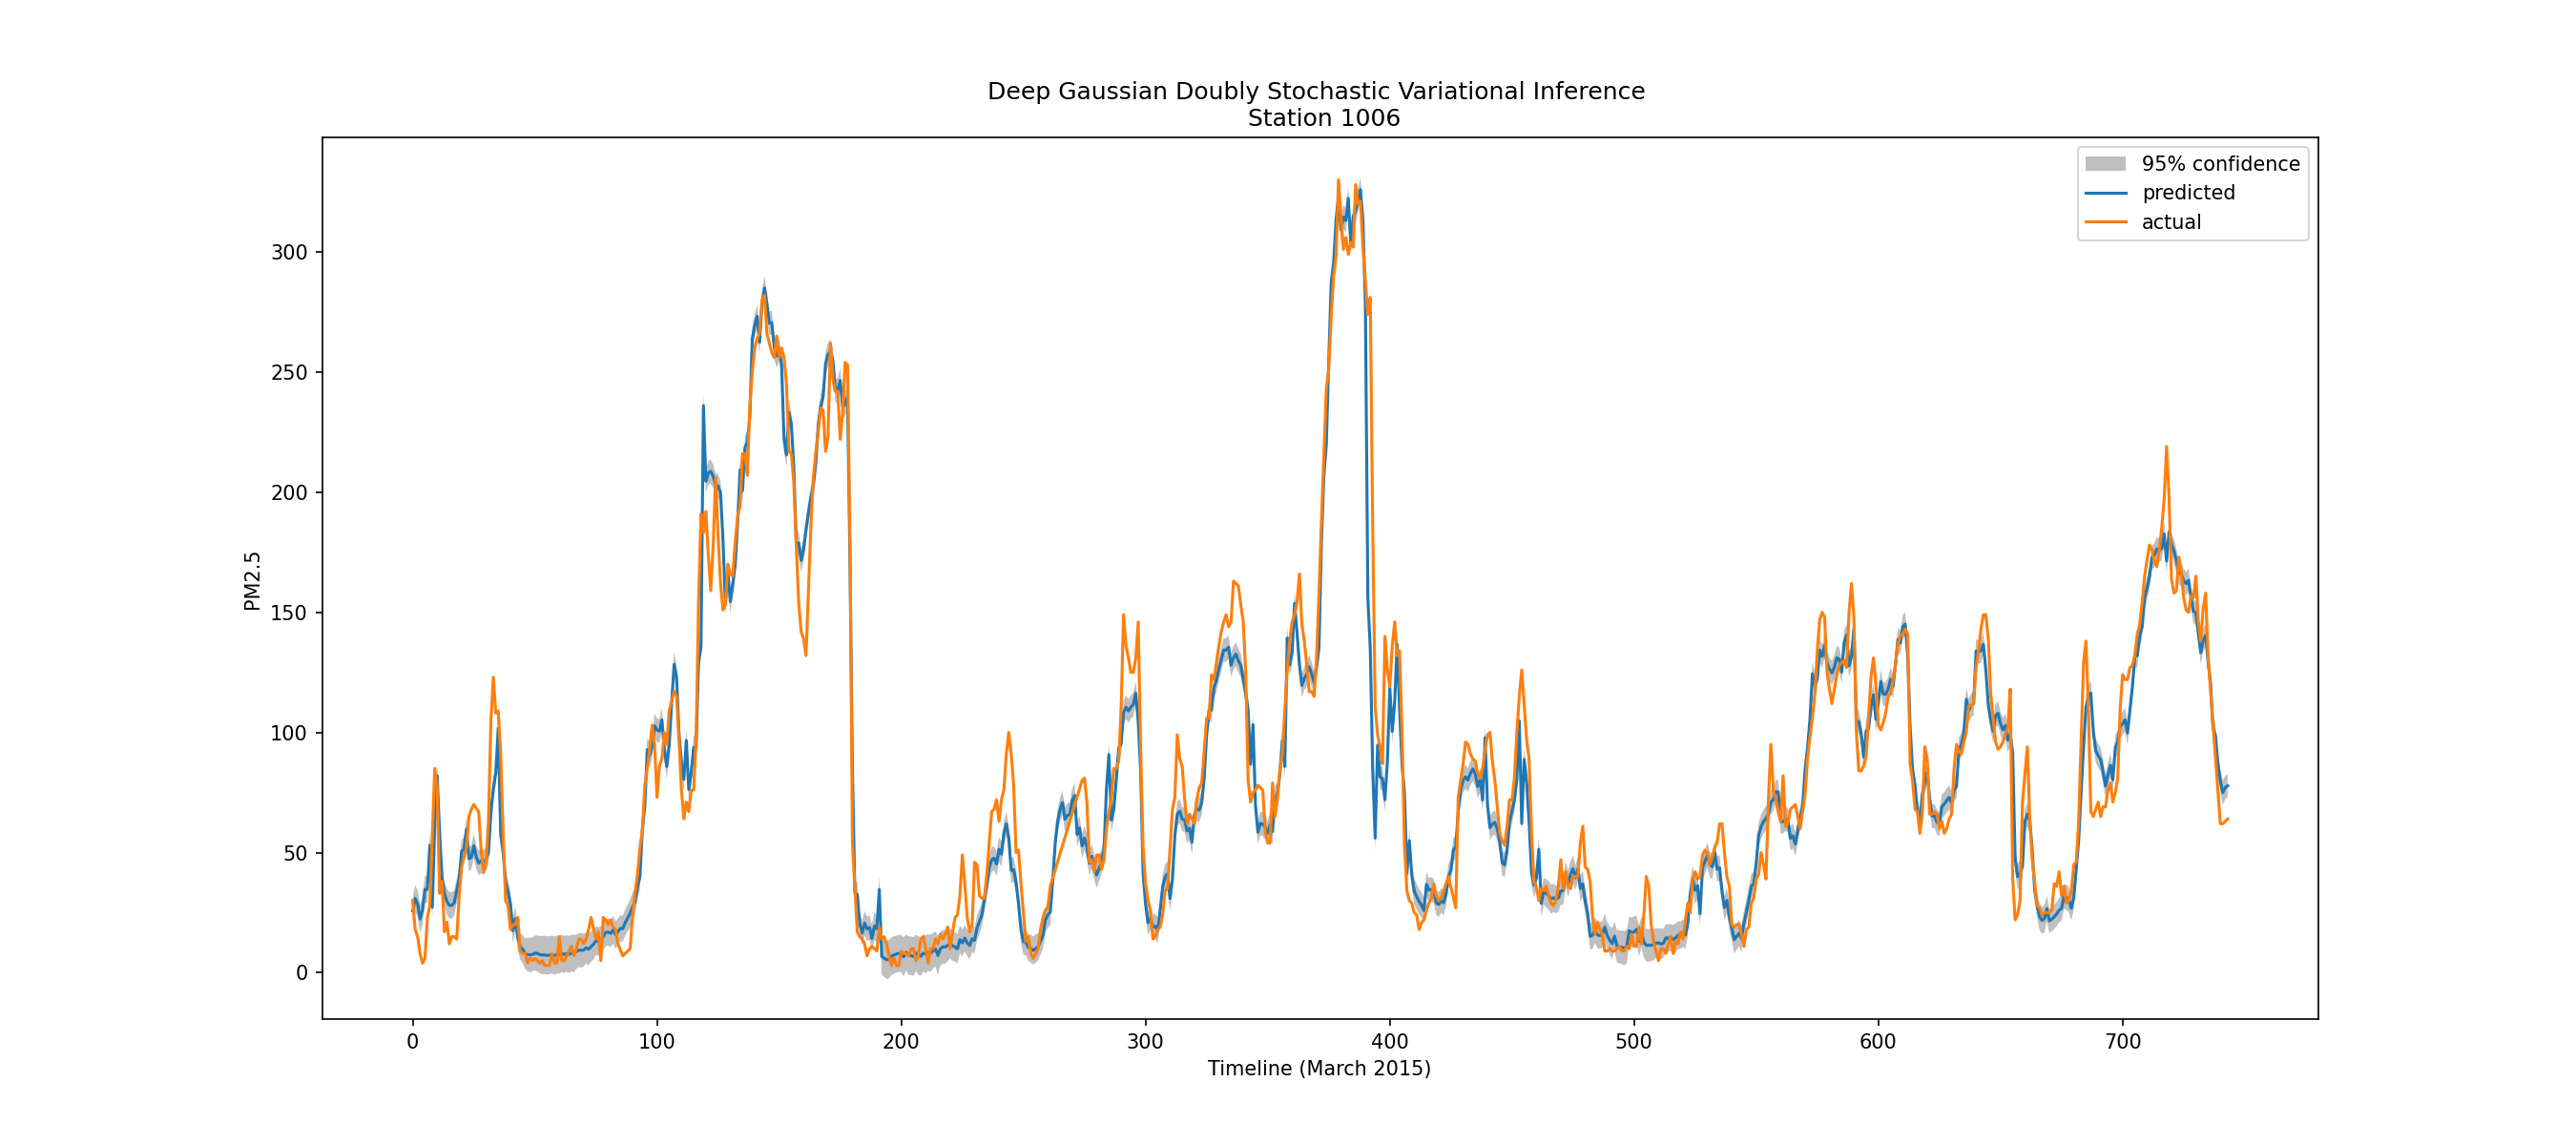 Deep Gaussian Doubly Stochastic Variational Inference
Station 1006
95% confidence
predicted
actual
PM2.5
300
250
200
150
100
50
0
0 100 200 300 400 500 600 700
Timeline (March 2015)